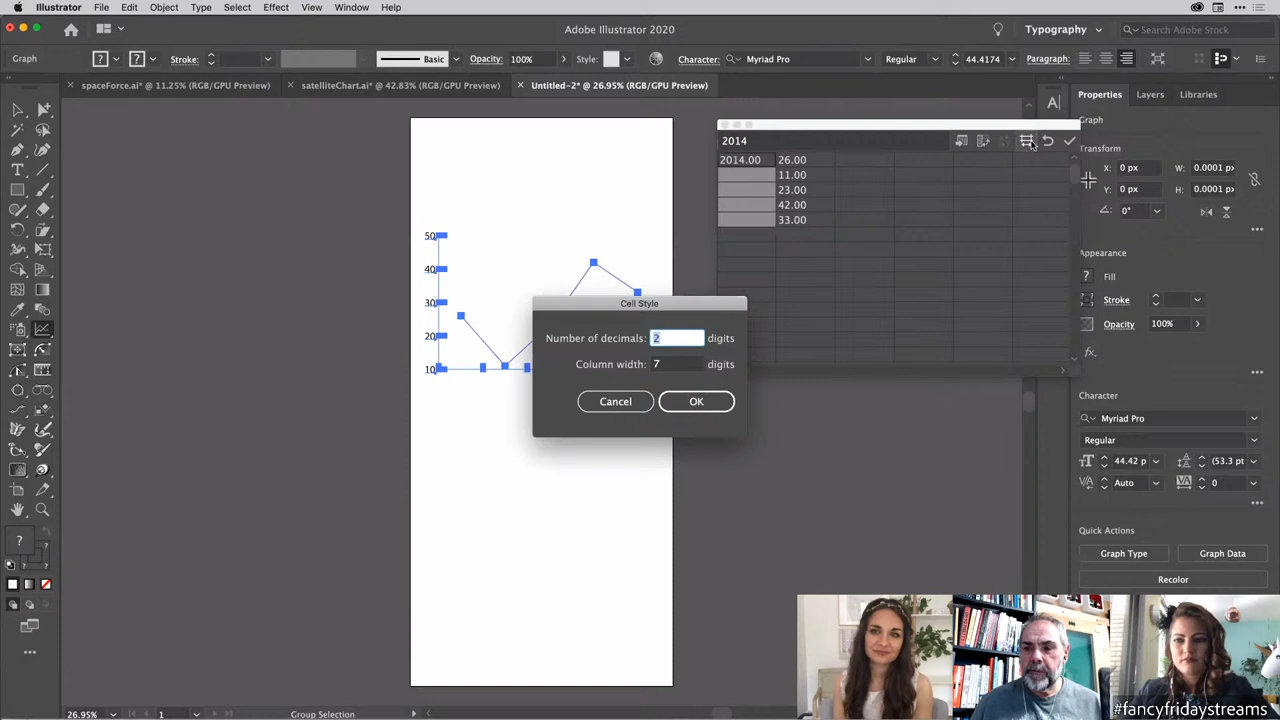 Illustrator File Edit Object Type Select Effect View Window Help
Adobe Illustrator 2020
Typography
Search Adobe Stock
Graph
Stroke:
Basic
Opacity: 100%
Style:
Character:
Myriad Pro
Regular
44.4174
Paragraph:
spaceForce.ai* @ 11.25% (RGB/GPU Preview)
satelliteChart.ai* @ 42.83% (RGB/GPU Preview)
Untitled-2* @ 26.95% (RGB/GPU Preview)
Properties Layers Libraries
Graph
Transform
X: 0 px W: 0.0001 px
Y: 0 px H: 0.0001 px
0°
Appearance
? Fill
Stroke
Opacity 100%
fx.
Character
Myriad Pro
Regular
44.42 p (53.3 pt
Auto 0
Quick Actions
Graph Type Graph Data
Recolor
2014
2014.00 26.00
11.00
23.00
42.00
33.00
50
40
30
20
10
Cell Style
Number of decimals: 2 digits
Column width: 7 digits
Cancel OK
26.95%
1
Group Selection
#fancyfridaystreams